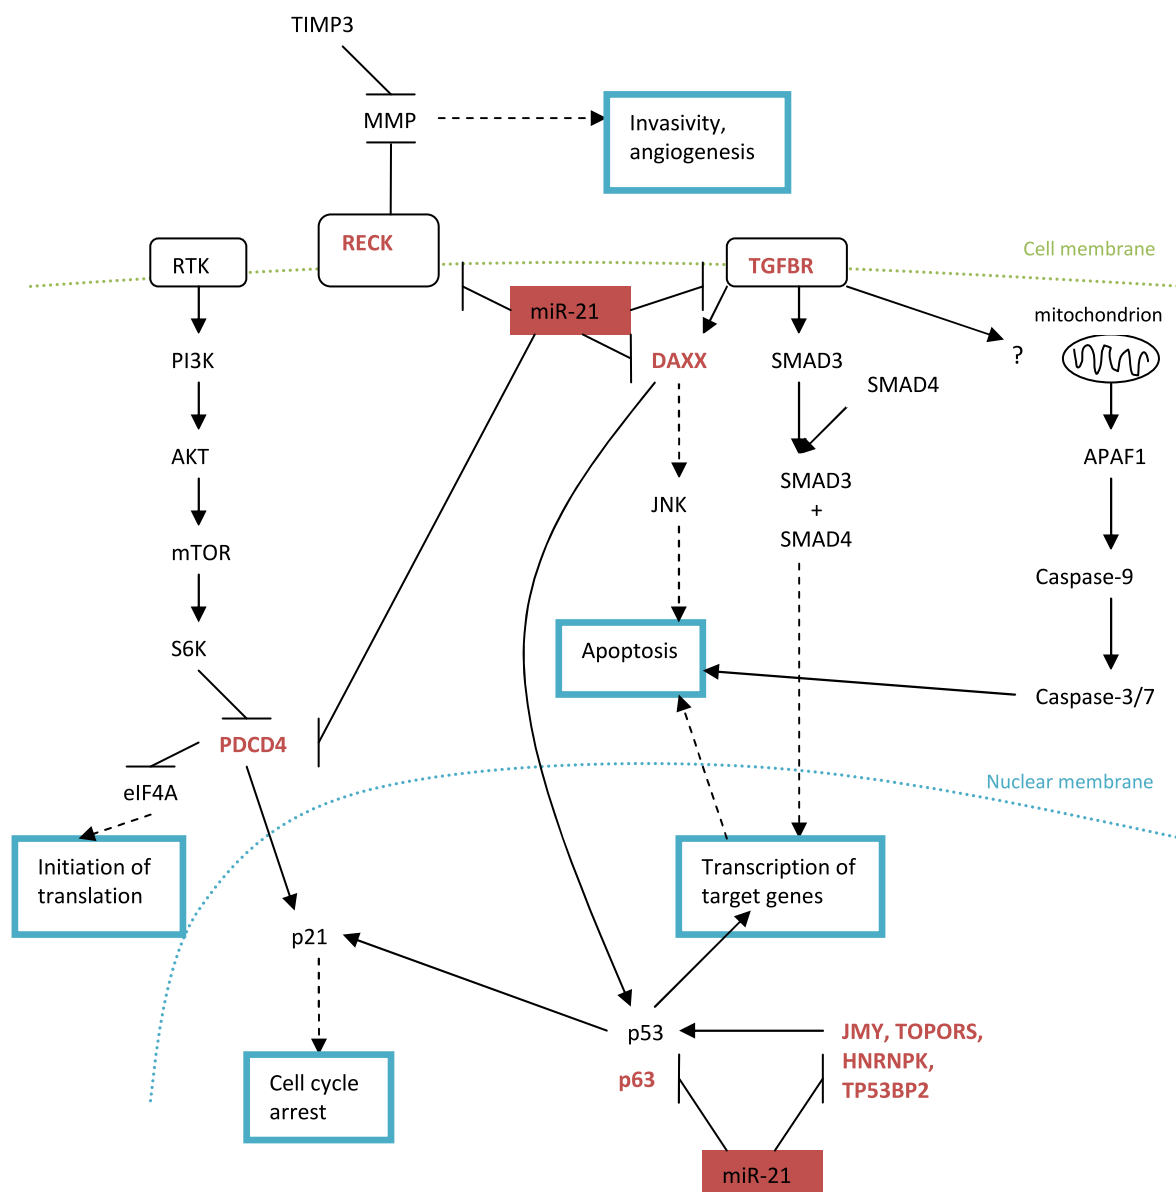 TIMP3
MMP
Invasivity,
angiogenesis
RECK
RTK
TGFBR
Cell membrane
miR-21
mitochondrion
PI3K
DAXX
SMAD3
?
SMAD4
AKT
APAF1
SMAD3
+
SMAD4
JNK
mTOR
Caspase-9
S6K
Apoptosis
Caspase-3/7
PDCD4
Nuclear membrane
eIF4A
Initiation of
translation
Transcription of
target genes
p21
p53
JMY, TOPORS,
HNRNPK,
TP53BP2
p63
Cell cycle
arrest
miR-21